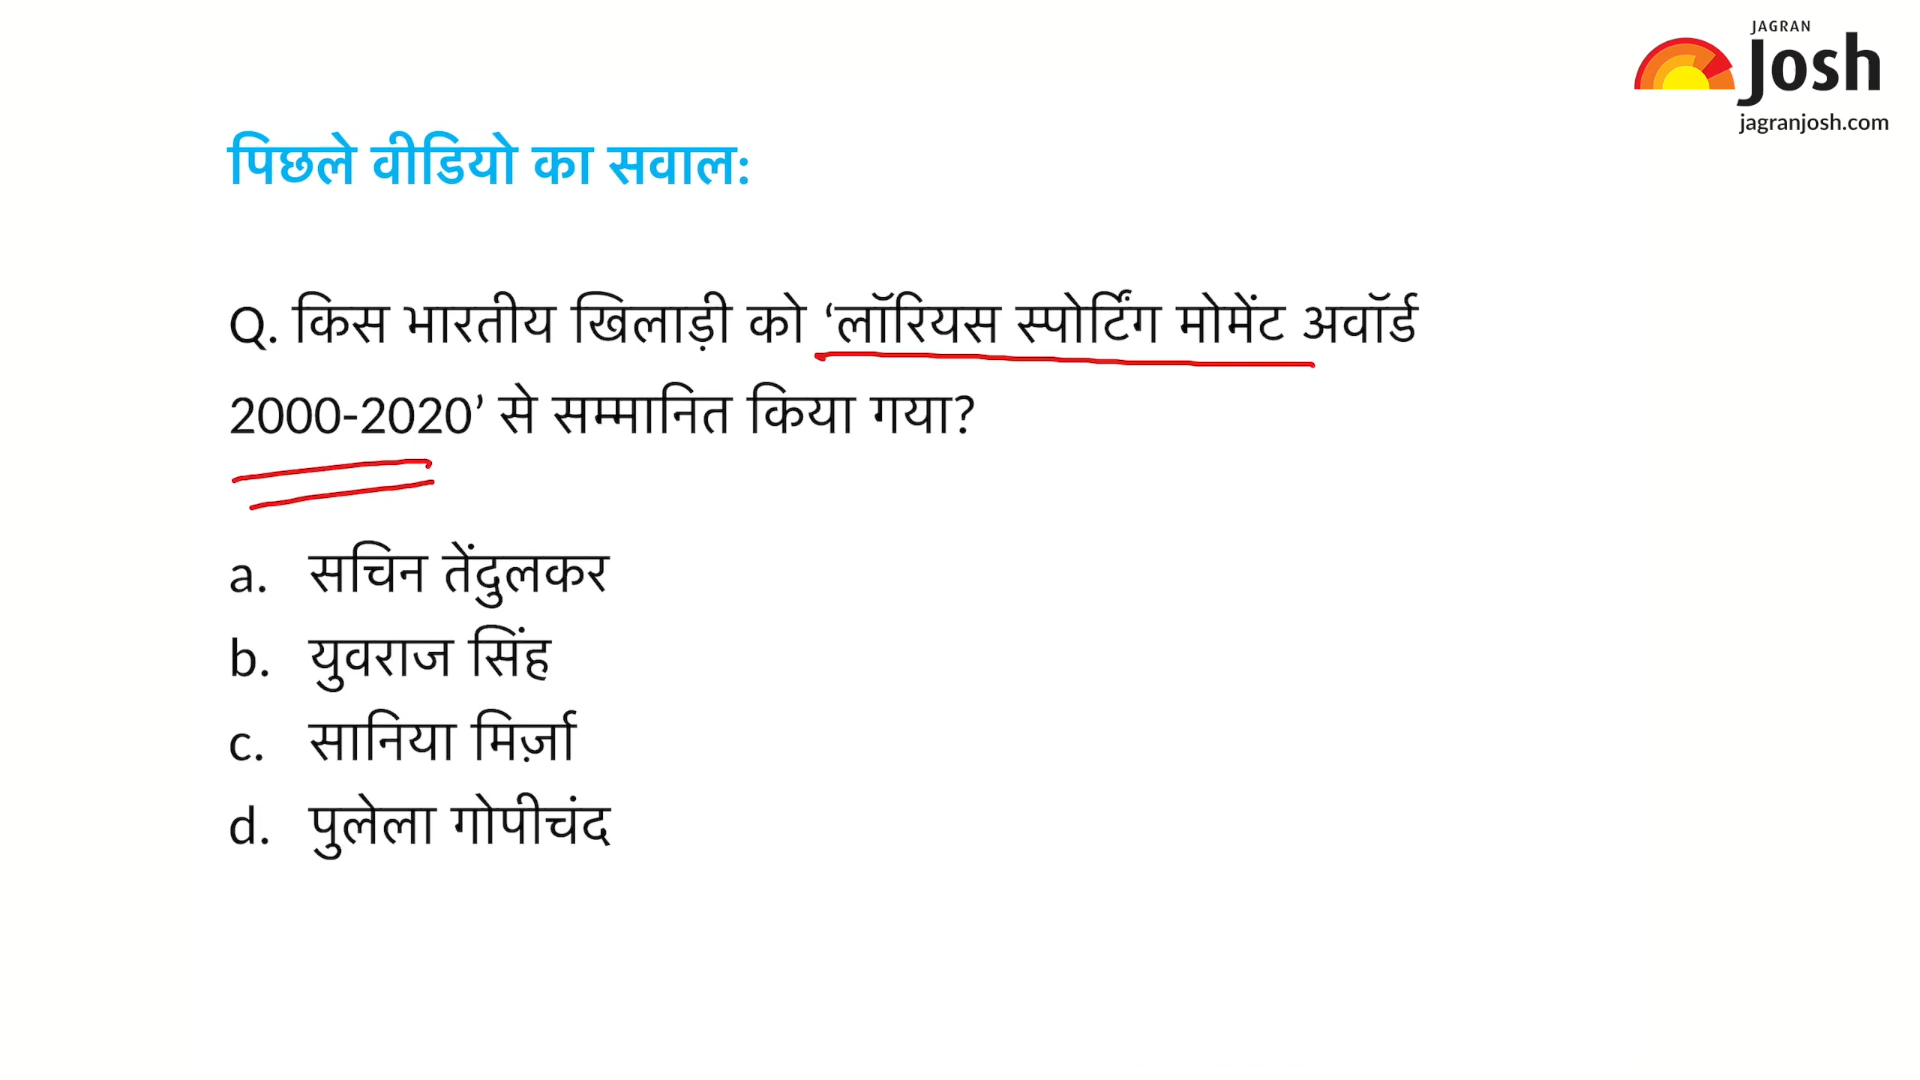 JAGRAN
Josh
jagranjosh.com
पिछले वीडियो का सवाल:
Q. किस भारतीय खिलाड़ी को ‘लॉरियस स्पोर्टिंग मोमेंट अवॉर्ड
2000-2020’ से सम्मानित किया गया?
a. सचिन तेंदुलकर
b. युवराज सिंह
c. सानिया मिर्ज़ा
d. पुलेला गोपीचंद